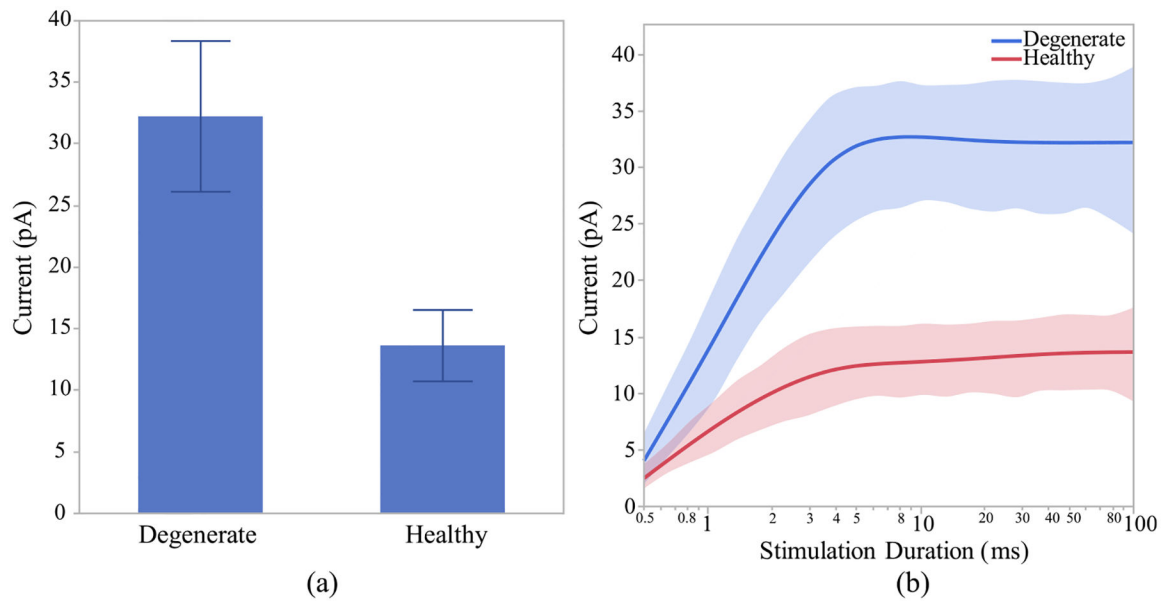 40
35
30
25
20
15
10
5
0
Current (pA)
Degenerate
Healthy
(a)
Degenerate
Healthy
40
35
30
25
20
15
10
5
0
Current (pA)
0.5 0.8 1 2 3 4 5 8 10 20 30 40 50 80 100
Stimulation Duration (ms)
(b)